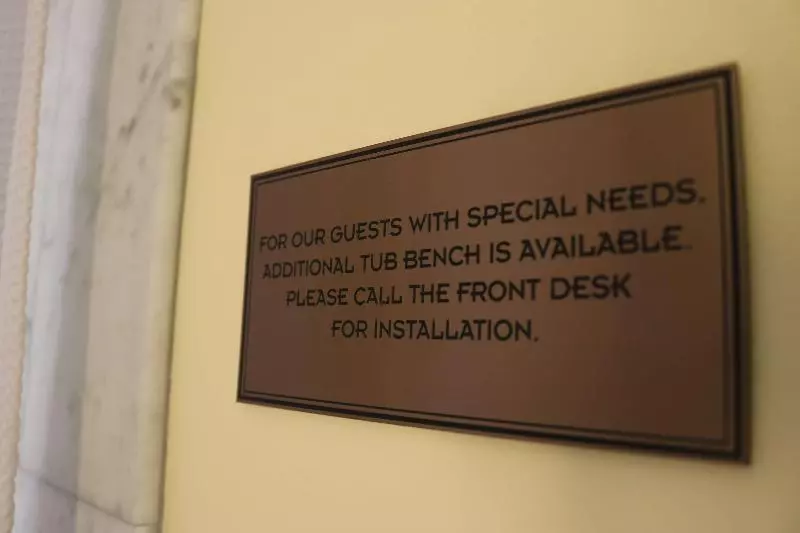 FOR OUR GUESTS WITH SPECIAL NEEDS.
ADDITIONAL TUB BENCH IS AVAILABLE.
PLEASE CALL THE FRONT DESK
FOR INSTALLATION.